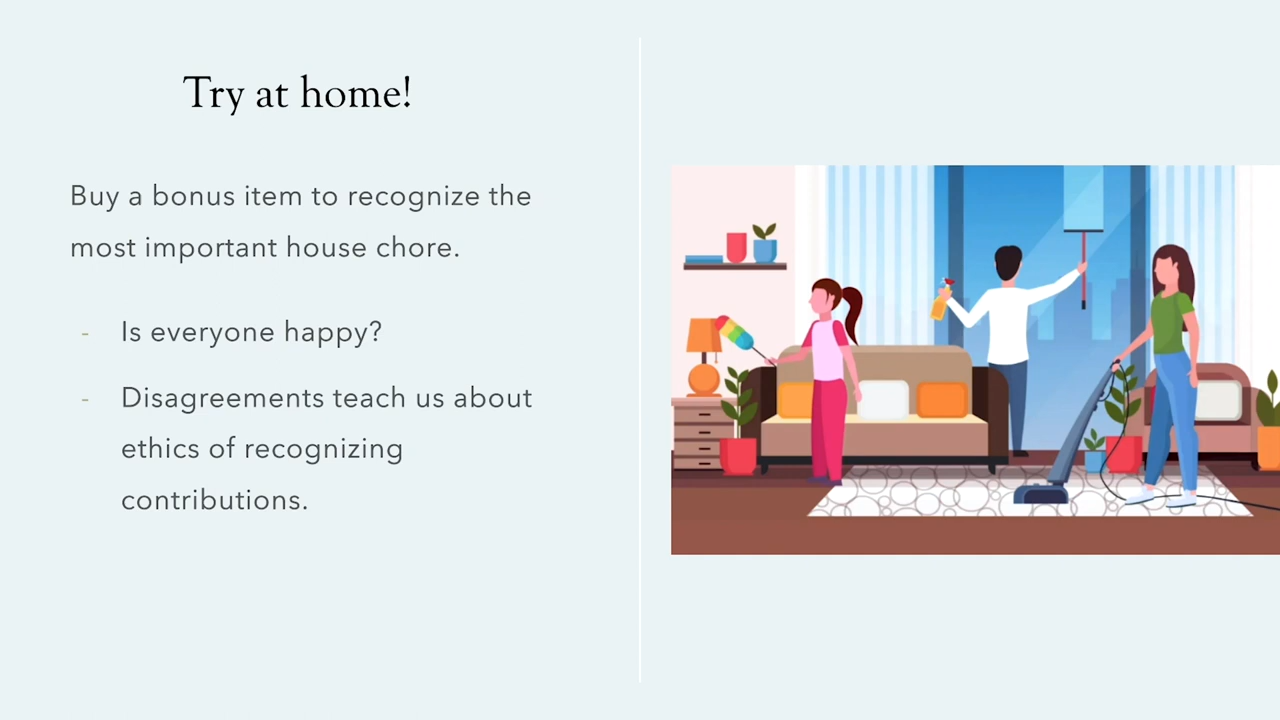 Try at home!
Buy a bonus item to recognize the
most important house chore.
- Is everyone happy?
- Disagreements teach us about
ethics of recognizing
contributions.